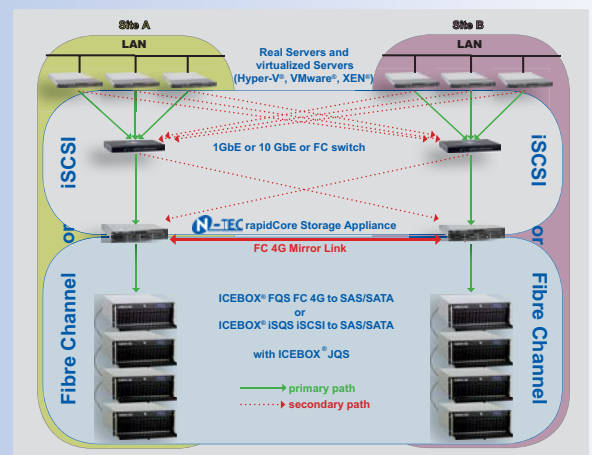 Site A
Site B
LAN
LAN
Real Servers and
virtualized Servers
(Hyper-V®, VMware®, XEN®)
1GbE or 10 GbE or FC switch
iSCSI
or
Fibre Channel
iSCSI
or
Fibre Channel
N-TEC rapidCore Storage Appliance
FC 4G Mirror Link
ICEBOX® FQS FC 4G to SAS/SATA
or
ICEBOX® iSQS iSCSI to SAS/SATA
with ICEBOX® JQS
primary path
secondary path